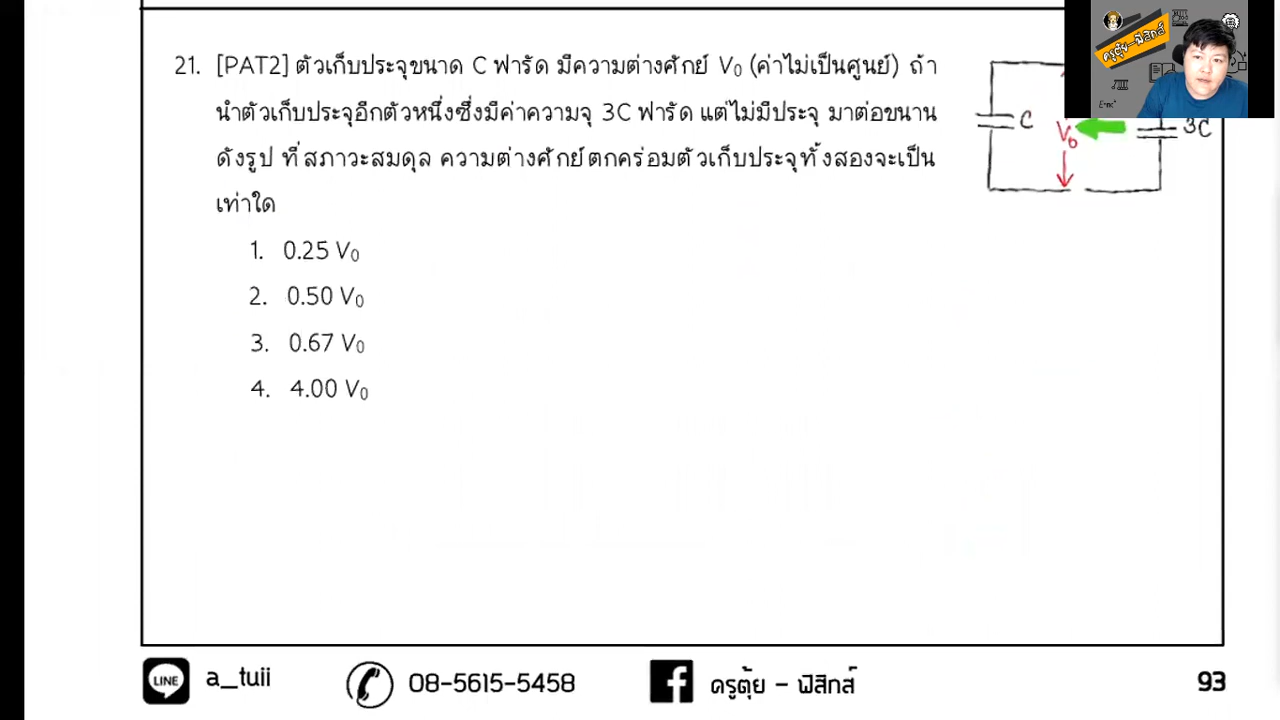 21. [PAT2] ตัวเก็บประจุขนาด C ฟารัด มีความต่างศักย์ V₀ (ค่าไม่เป็นศูนย์) ถ้า
นำตัวเก็บประจุอีกตัวหนึ่งซึ่งมีค่าความจุ 3C ฟารัด แต่ไม่มีประจุ มาต่อขนาน
ดังรูป ที่สภาวะสมดุล ความต่างศักย์ตกคร่อมตัวเก็บประจุทั้งสองจะเป็น
เท่าใด
1. 0.25 V₀
2. 0.50 V₀
3. 0.67 V₀
4. 4.00 V₀
C
V₀
3C
ครูตุ้ย-ฟิสิกส์
E=mc²
LINE a_tuii
08-5615-5458
f ครูตุ้ย - ฟิสิกส์
93